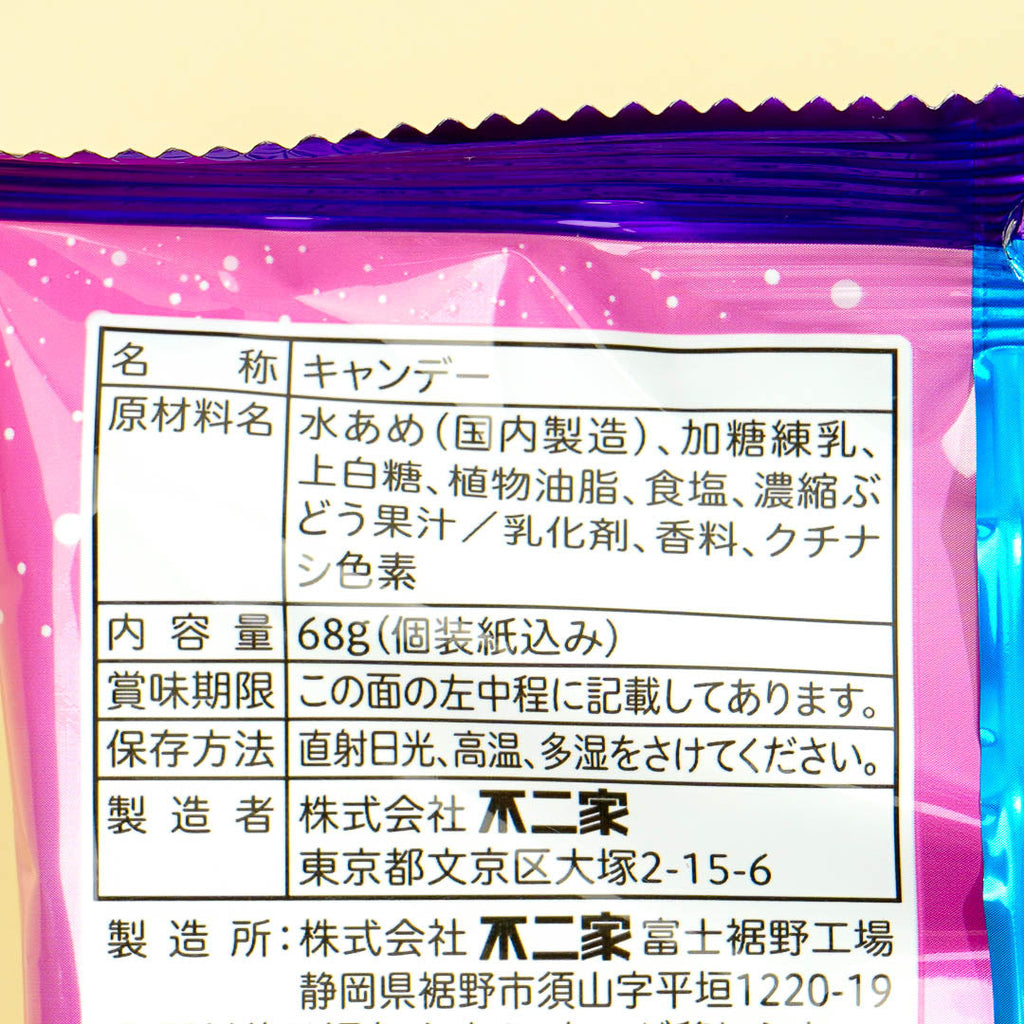 名称 キャンデー
原材料名 水あめ(国内製造)、加糖練乳、
上白糖、植物油脂、食塩、濃縮ぶ
どう果汁/乳化剤、香料、クチナ
シ色素
内容量 68g(個装紙込み)
賞味期限 この面の左中程に記載してあります。
保存方法 直射日光、高温、多湿をさけてください。
製造者 株式会社 不二家
東京都文京区大塚2-15-6
製造所:株式会社 不二家 富士裾野工場
静岡県裾野市須山字平垣1220-19